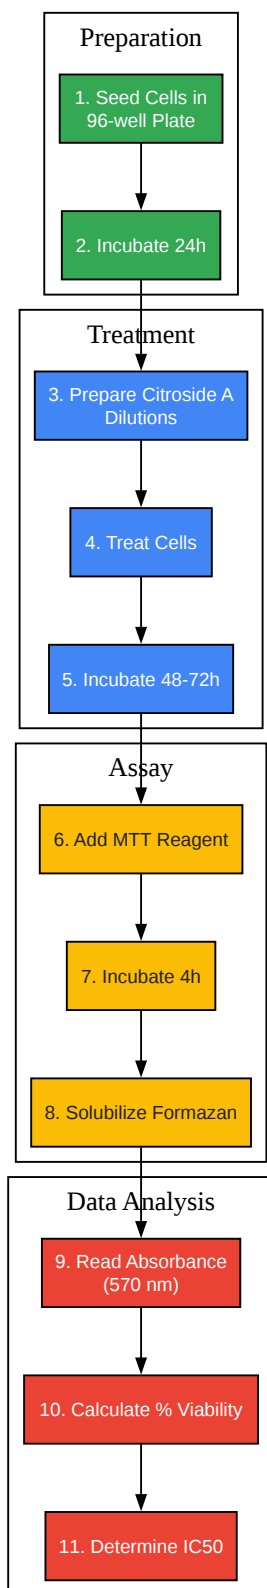 Preparation
1. Seed Cells in
96-well Plate
2. Incubate 24h
Treatment
3. Prepare Citroside A
Dilutions
4. Treat Cells
5. Incubate 48-72h
Assay
6. Add MTT Reagent
7. Incubate 4h
8. Solubilize Formazan
Data Analysis
9. Read Absorbance
(570 nm)
10. Calculate % Viability
11. Determine IC50